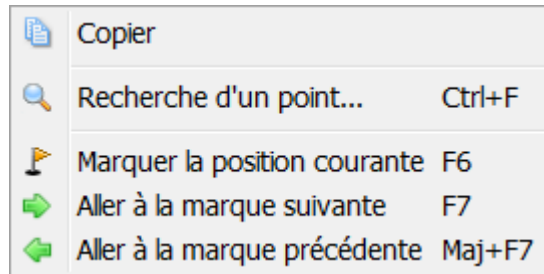 Copier
Recherche d'un point... Ctrl+F
Marquer la position courante F6
Aller à la marque suivante F7
Aller à la marque précédente Maj+F7